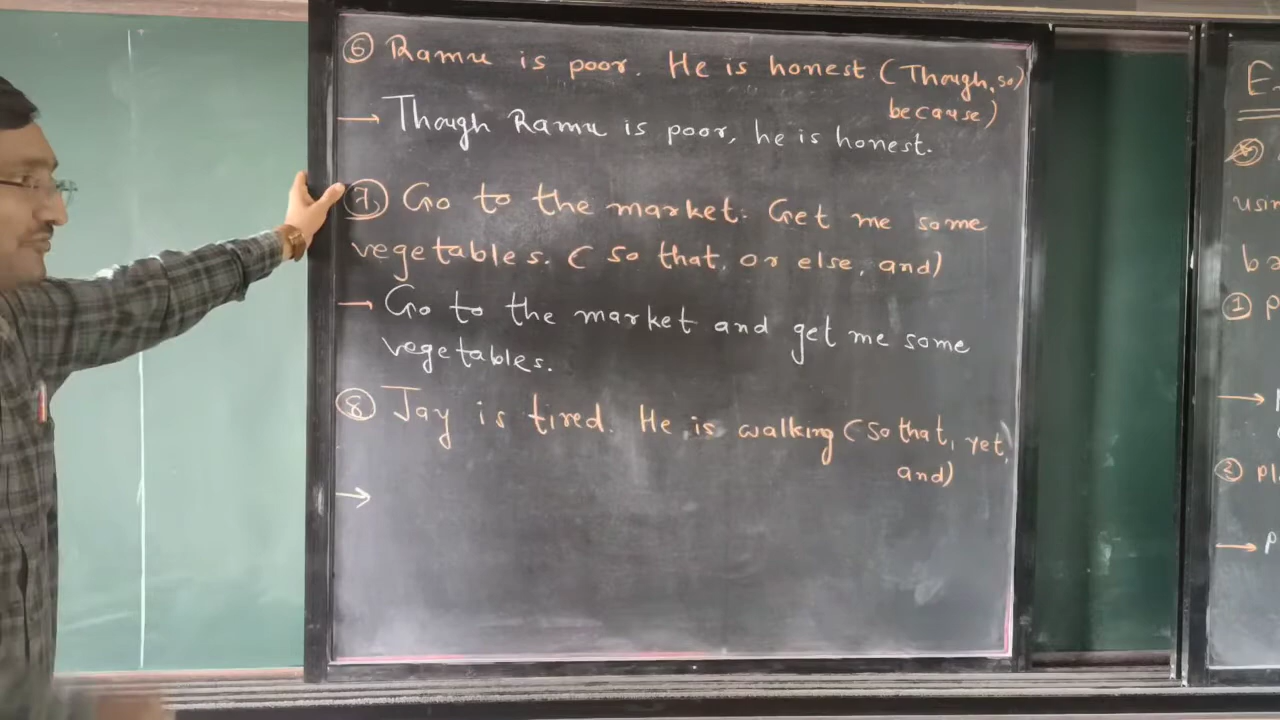 ⑥ Ramu is poor. He is honest (Though, so)
because)
→ Though Ramu is poor, he is honest.
⑦ Go to the market. Get me some
vegetables. (so that, or else, and)
→ Go to the market and get me some
vegetables.
⑧ Jay is tired. He is walking (so that, yet,
and)
→
①
→
②
→